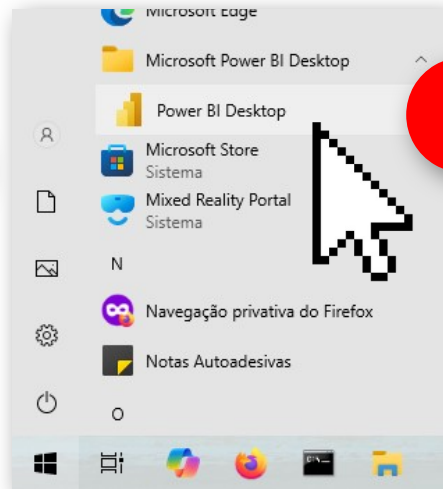 Microsoft Edge
Microsoft Power BI Desktop
Power BI Desktop
Microsoft Store
Sistema
Mixed Reality Portal
Sistema
N
Navegação privativa do Firefox
Notas Autoadesivas
O